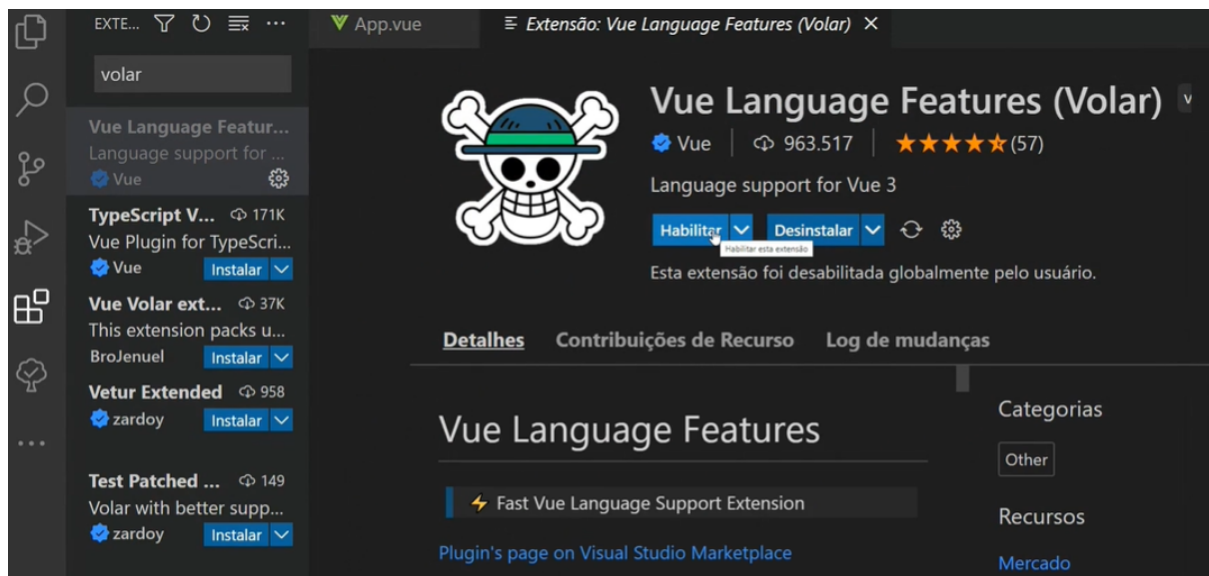 EXTE...
volar
Vue Language Featur...
Language support for ...
Vue
TypeScript V... 171K
Vue Plugin for TypeScri...
Vue Instalar
Vue Volar ext... 37K
This extension packs u...
BroJenuel Instalar
Vetur Extended 958
zardoy Instalar
Test Patched ... 149
Volar with better supp...
zardoy Instalar
App.vue Extensão: Vue Language Features (Volar)
Vue Language Features (Volar) v
Vue 963.517 (57)
Language support for Vue 3
Habilitar Desinstalar
Habilitar esta extensão
Esta extensão foi desabilitada globalmente pelo usuário.
Detalhes Contribuições de Recurso Log de mudanças
Vue Language Features
⚡ Fast Vue Language Support Extension
Plugin's page on Visual Studio Marketplace
Categorias
Other
Recursos
Mercado